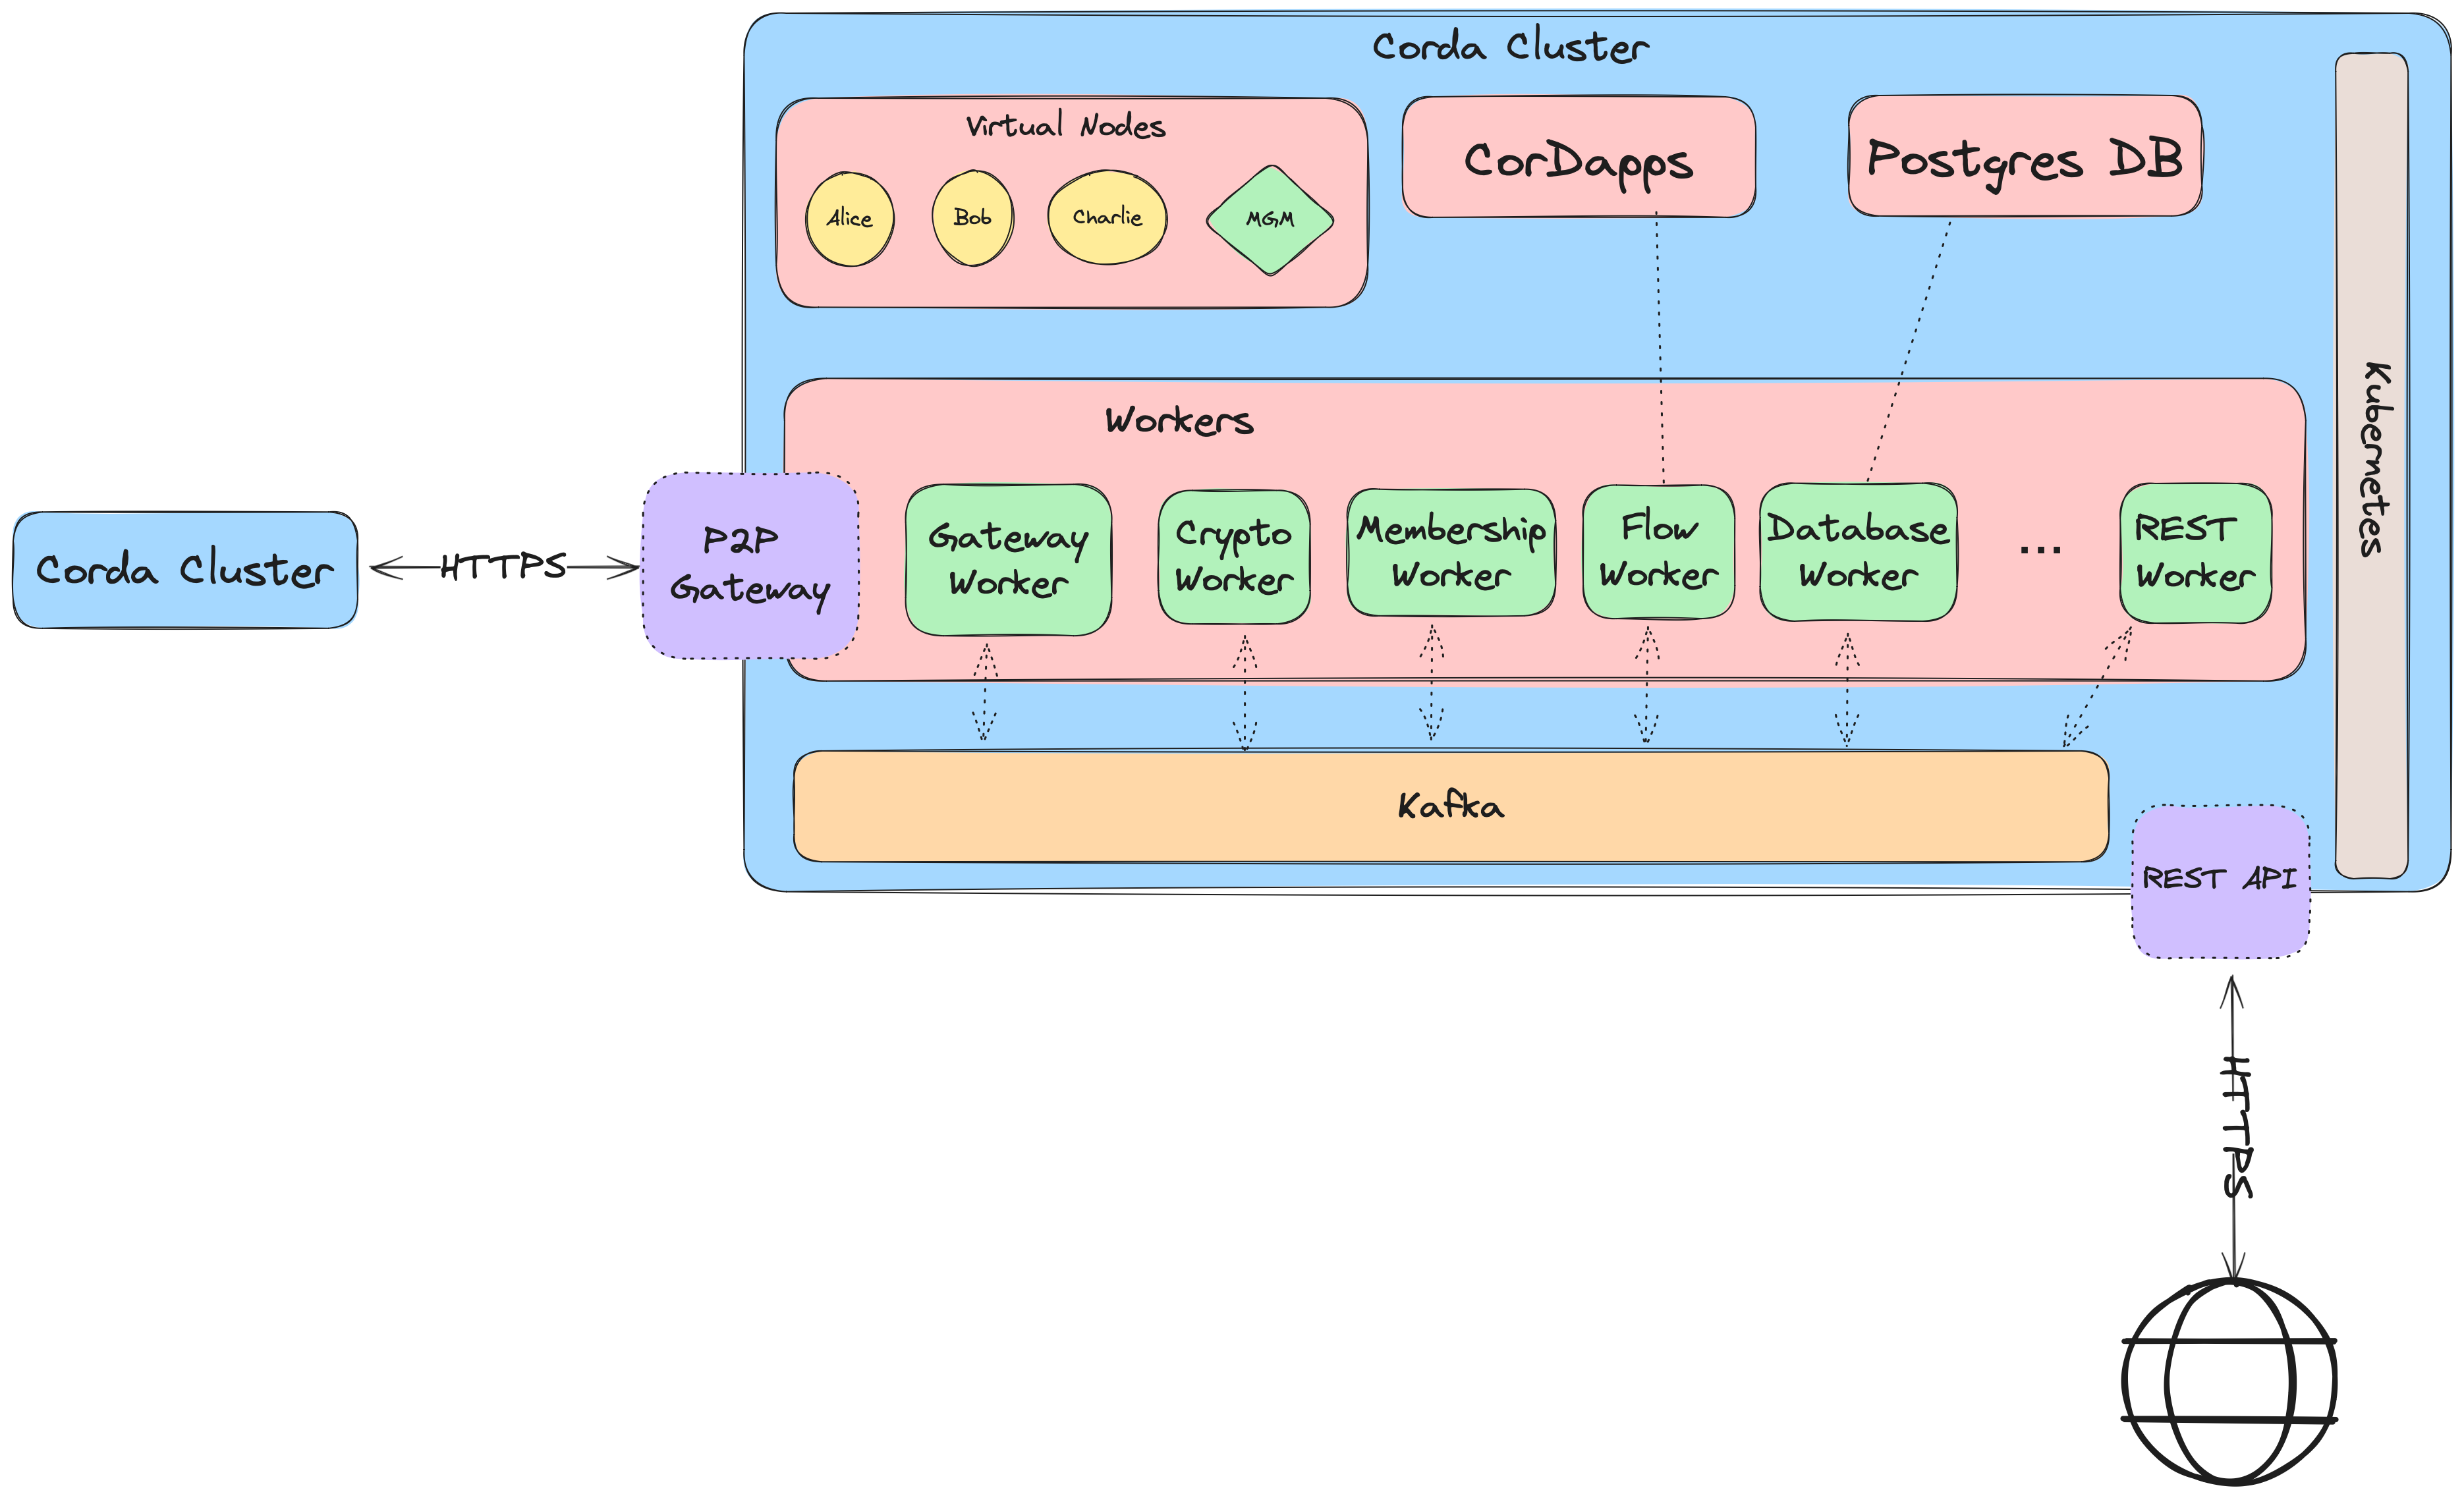 Corda Cluster
Virtual Nodes
Alice
Bob
Charlie
MGM
CorDapps
Postgres DB
Kubernetes
Workers
Corda Cluster
HTTPS
P2P
Gateway
Gateway
Worker
Crypto
Worker
Membership
Worker
Flow
Worker
Database
Worker
...
REST
Worker
Kafka
REST API
HTTPS